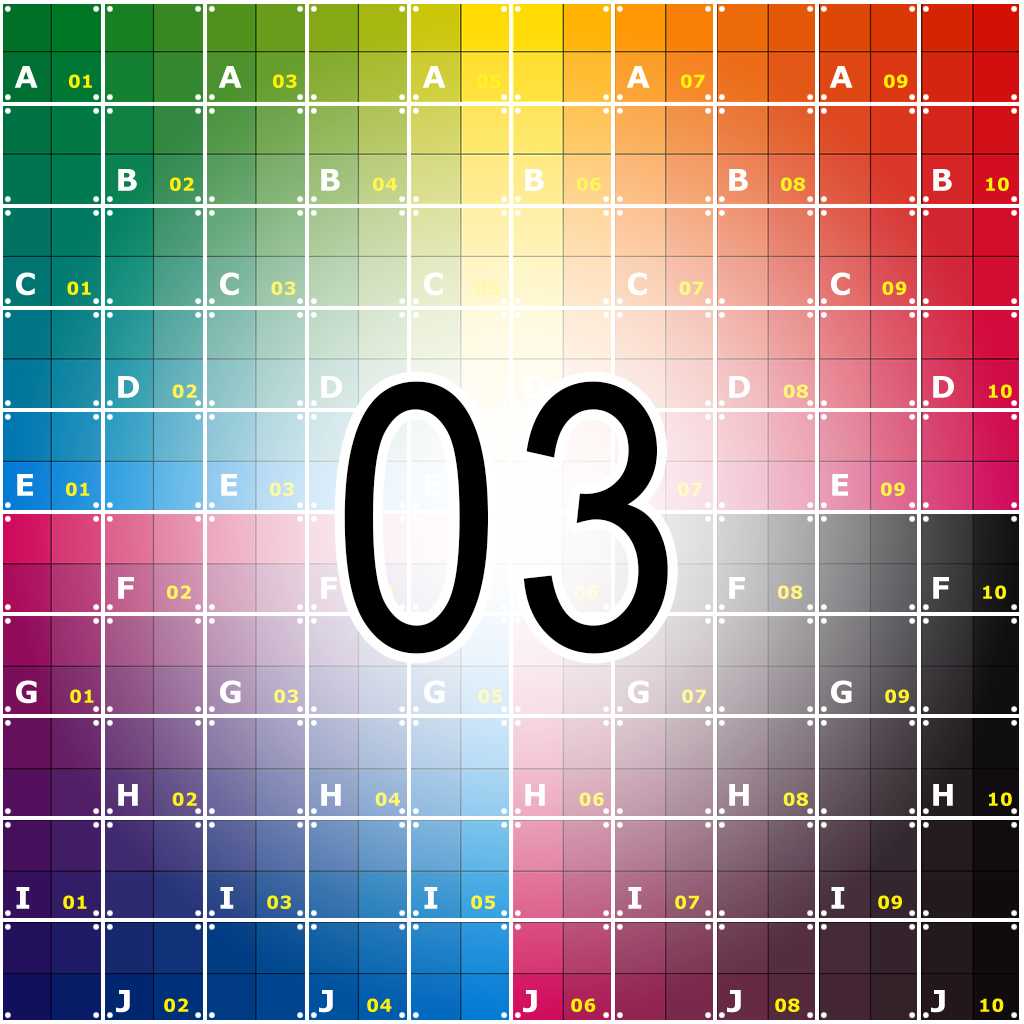 A 01 A 03 A 05 A 07 A 09
B 02 B 04 B 06 B 08 B 10
C 01 C 03 C 05 C 07 C 09
D 02 D D D 08 D 10
E 01 E 03 E 07 E 09
03
F 02 F 06 F 08 F 10
G 01 G 03 G 05 G 07 G 09
H 02 H 04 H 06 H 08 H 10
I 01 I 03 I 05 I 07 I 09
J 02 J 04 J 06 J 08 J 10